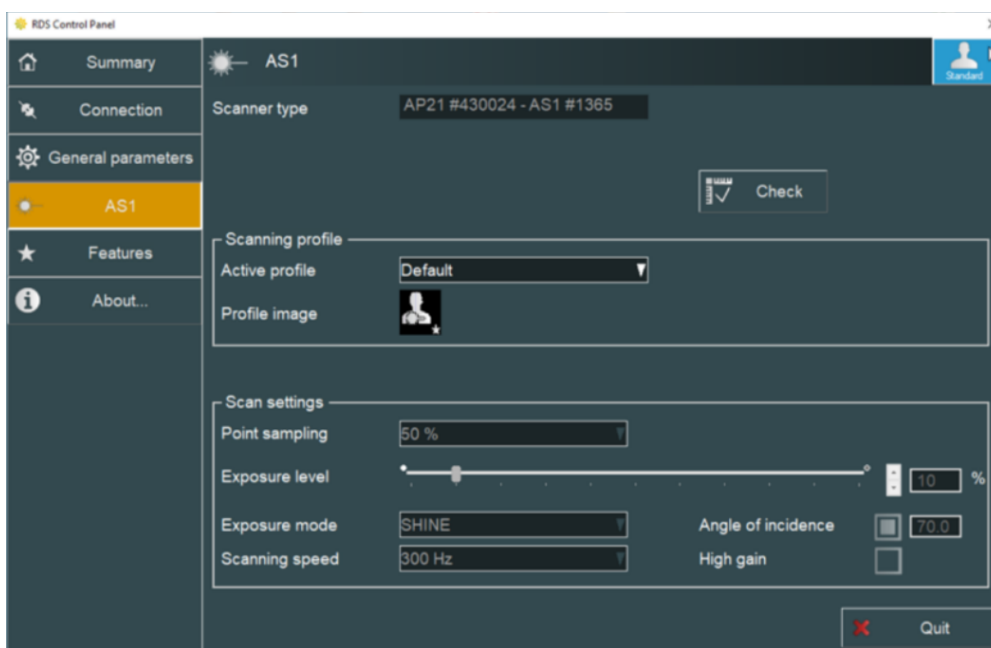 RDS Control Panel
Summary
AS1
Standard
Connection
Scanner type
AP21 #430024 - AS1 #1365
General parameters
Check
AS1
Scanning profile
Features
Active profile
Default
About...
Profile image
Scan settings
Point sampling
50 %
Exposure level
10 %
Exposure mode
SHINE
Angle of incidence
70.0
Scanning speed
300 Hz
High gain
Quit